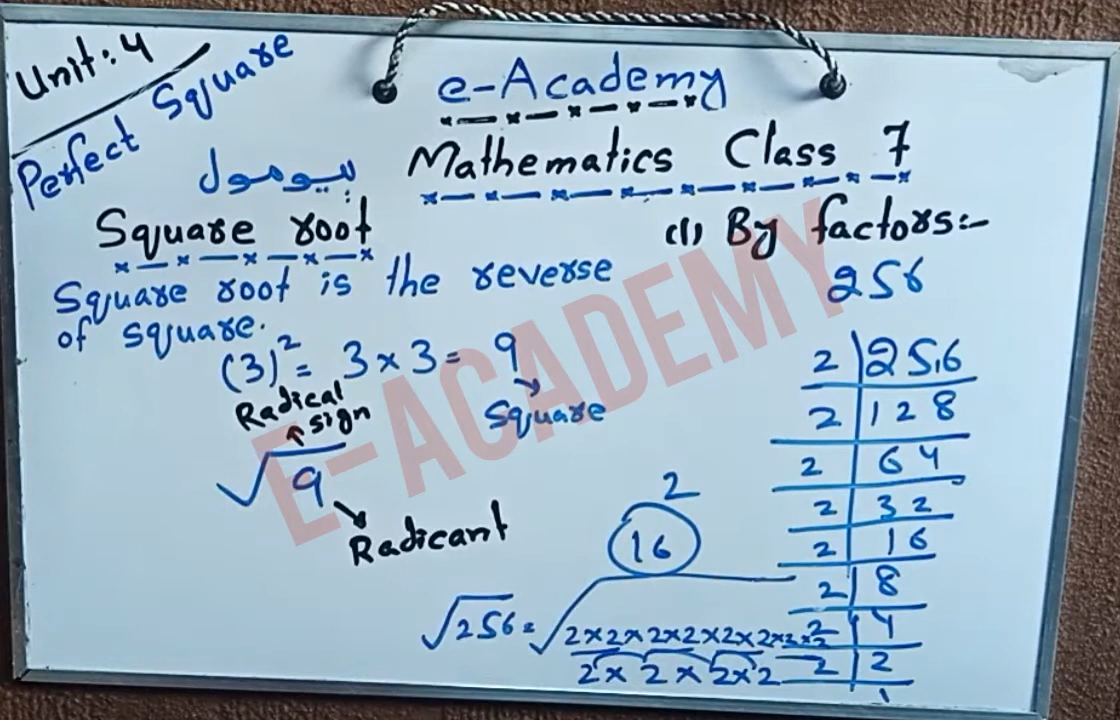 Unit: 4
Perfect Square
e-Academy
Mathematics Class 7
Square root
Square root is the reverse
of square.
(3)² = 3 × 3 = 9
Square
Radical
sign
√9
Radicant
(1) By factors:-
256
2 | 256
2 | 128
2 | 64
2 | 32
2 | 16
2 | 8
2 | 4
2 | 2
1
2
16
√256 = √2×2×2×2×2×2×2×2
2 × 2 × 2×2
E-ACADEMY